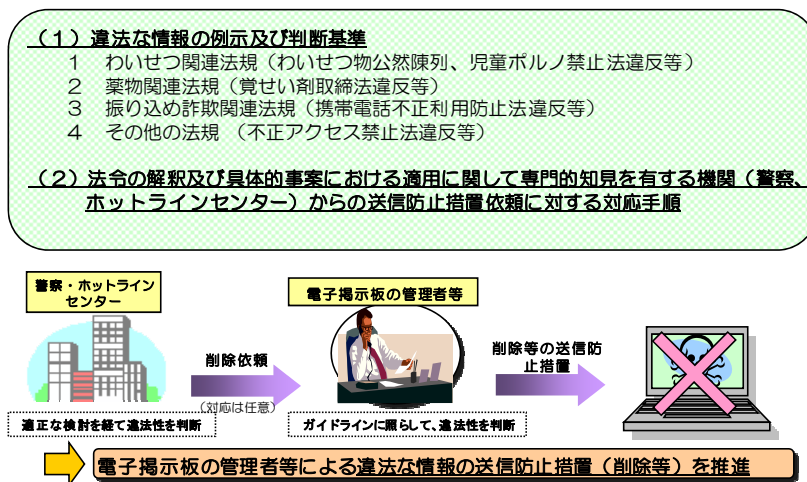 （１）違法な情報の例示及び判断基準
１　わいせつ関連法規（わいせつ物公然陳列、児童ポルノ禁止法違反等）
２　薬物関連法規（覚せい剤取締法違反等）
３　振り込め詐欺関連法規（携帯電話不正利用防止法違反等）
４　その他の法規　（不正アクセス禁止法違反等）
（２）法令の解釈及び具体的事案における適用に関して専門的知見を有する機関（警察、
ホットラインセンター）からの送信防止措置依頼に対する対応手順
警察・ホットライン
センター
電子掲示板の管理者等
削除依頼
（対応は任意）
削除等の送信防
止措置
適正な検討を経て違法性を判断
ガイドラインに照らして、違法性を判断
電子掲示板の管理者等による違法な情報の送信防止措置（削除等）を推進